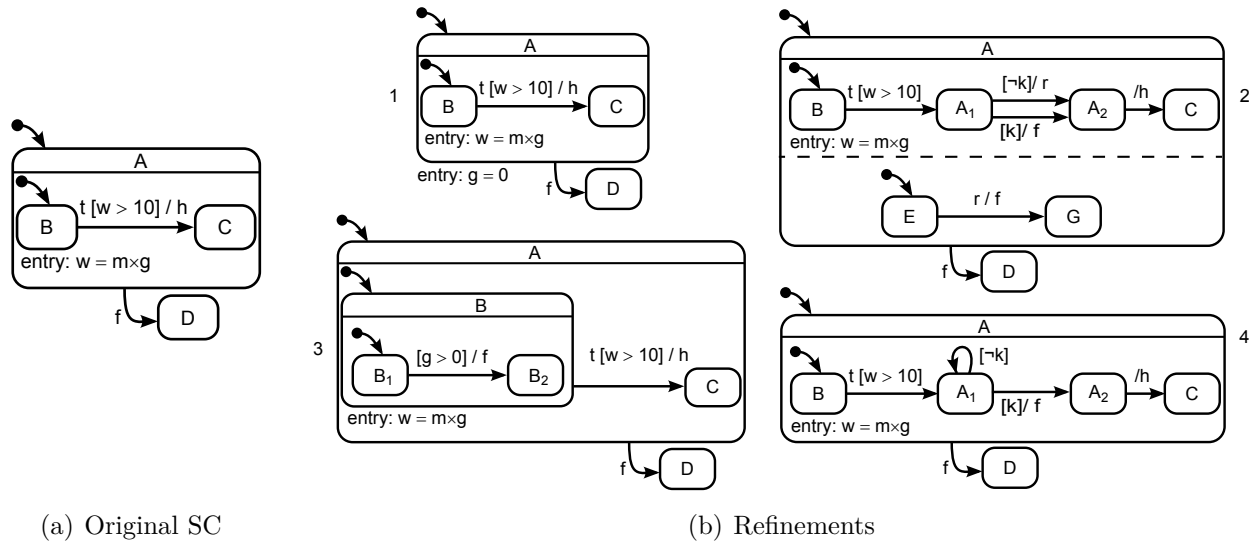 A
B
t [w > 10] / h
C
entry: w = m×g
f
D
(a) Original SC
1
A
B
t [w > 10] / h
C
entry: w = m×g
entry: g = 0
f
D
2
A
B
t [w > 10]
A1
[¬k]/ r
[k]/ f
A2
/h
C
entry: w = m×g
E
r / f
G
f
D
3
A
B
B1
[g > 0] / f
B2
t [w > 10] / h
C
entry: w = m×g
f
D
4
A
B
t [w > 10]
A1
[¬k]
[k]/ f
A2
/h
C
entry: w = m×g
f
D
(b) Refinements